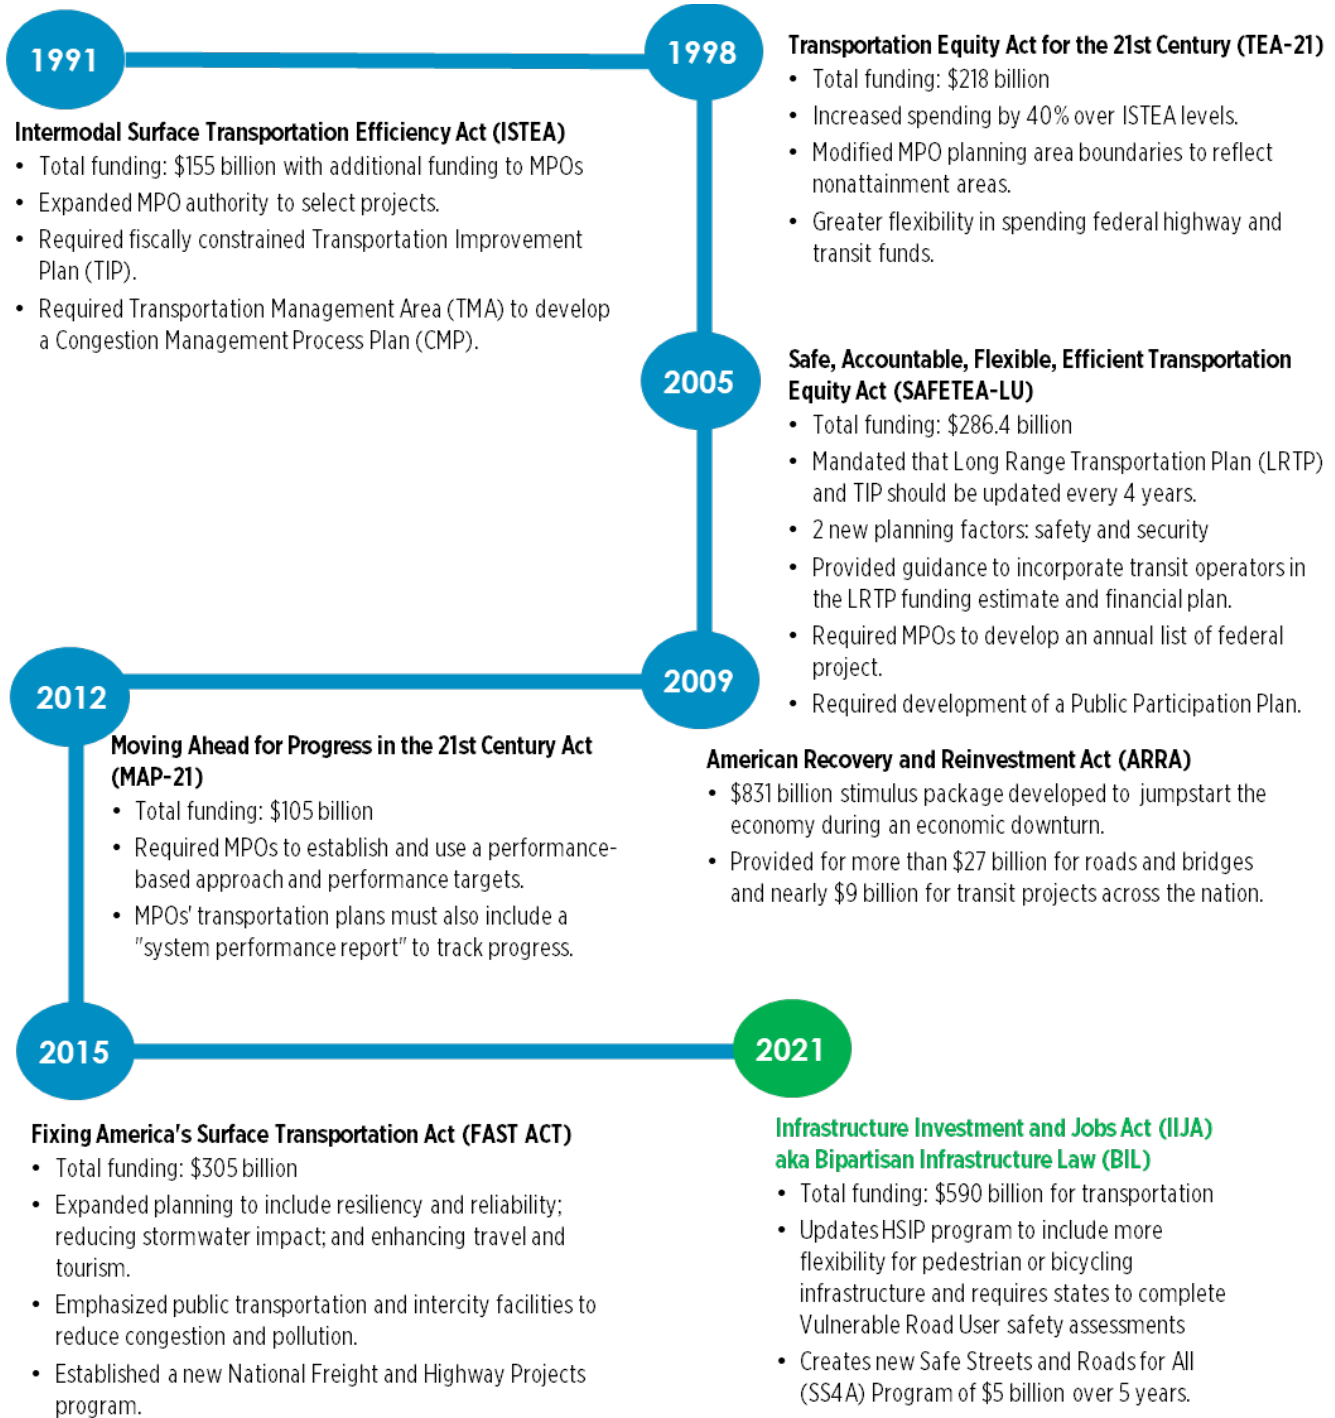 1991
Intermodal Surface Transportation Efficiency Act (ISTEA)
• Total funding: $155 billion with additional funding to MPOs
• Expanded MPO authority to select projects.
• Required fiscally constrained Transportation Improvement
Plan (TIP).
• Required Transportation Management Area (TMA) to develop
a Congestion Management Process Plan (CMP).
1998
Transportation Equity Act for the 21st Century (TEA-21)
• Total funding: $218 billion
• Increased spending by 40% over ISTEA levels.
• Modified MPO planning area boundaries to reflect
nonattainment areas.
• Greater flexibility in spending federal highway and
transit funds.
2005
Safe, Accountable, Flexible, Efficient Transportation
Equity Act (SAFETEA-LU)
• Total funding: $286.4 billion
• Mandated that Long Range Transportation Plan (LRTP)
and TIP should be updated every 4 years.
• 2 new planning factors: safety and security
• Provided guidance to incorporate transit operators in
the LRTP funding estimate and financial plan.
• Required MPOs to develop an annual list of federal
project.
• Required development of a Public Participation Plan.
2009
American Recovery and Reinvestment Act (ARRA)
• $831 billion stimulus package developed to jumpstart the
economy during an economic downturn.
• Provided for more than $27 billion for roads and bridges
and nearly $9 billion for transit projects across the nation.
2012
Moving Ahead for Progress in the 21st Century Act
(MAP-21)
• Total funding: $105 billion
• Required MPOs to establish and use a performance-
based approach and performance targets.
• MPOs' transportation plans must also include a
"system performance report" to track progress.
2015
Fixing America's Surface Transportation Act (FAST ACT)
• Total funding: $305 billion
• Expanded planning to include resiliency and reliability;
reducing stormwater impact; and enhancing travel and
tourism.
• Emphasized public transportation and intercity facilities to
reduce congestion and pollution.
• Established a new National Freight and Highway Projects
program.
2021
Infrastructure Investment and Jobs Act (IIJA)
aka Bipartisan Infrastructure Law (BIL)
• Total funding: $590 billion for transportation
• Updates HSIP program to include more
flexibility for pedestrian or bicycling
infrastructure and requires states to complete
Vulnerable Road User safety assessments
• Creates new Safe Streets and Roads for All
(SS4A) Program of $5 billion over 5 years.